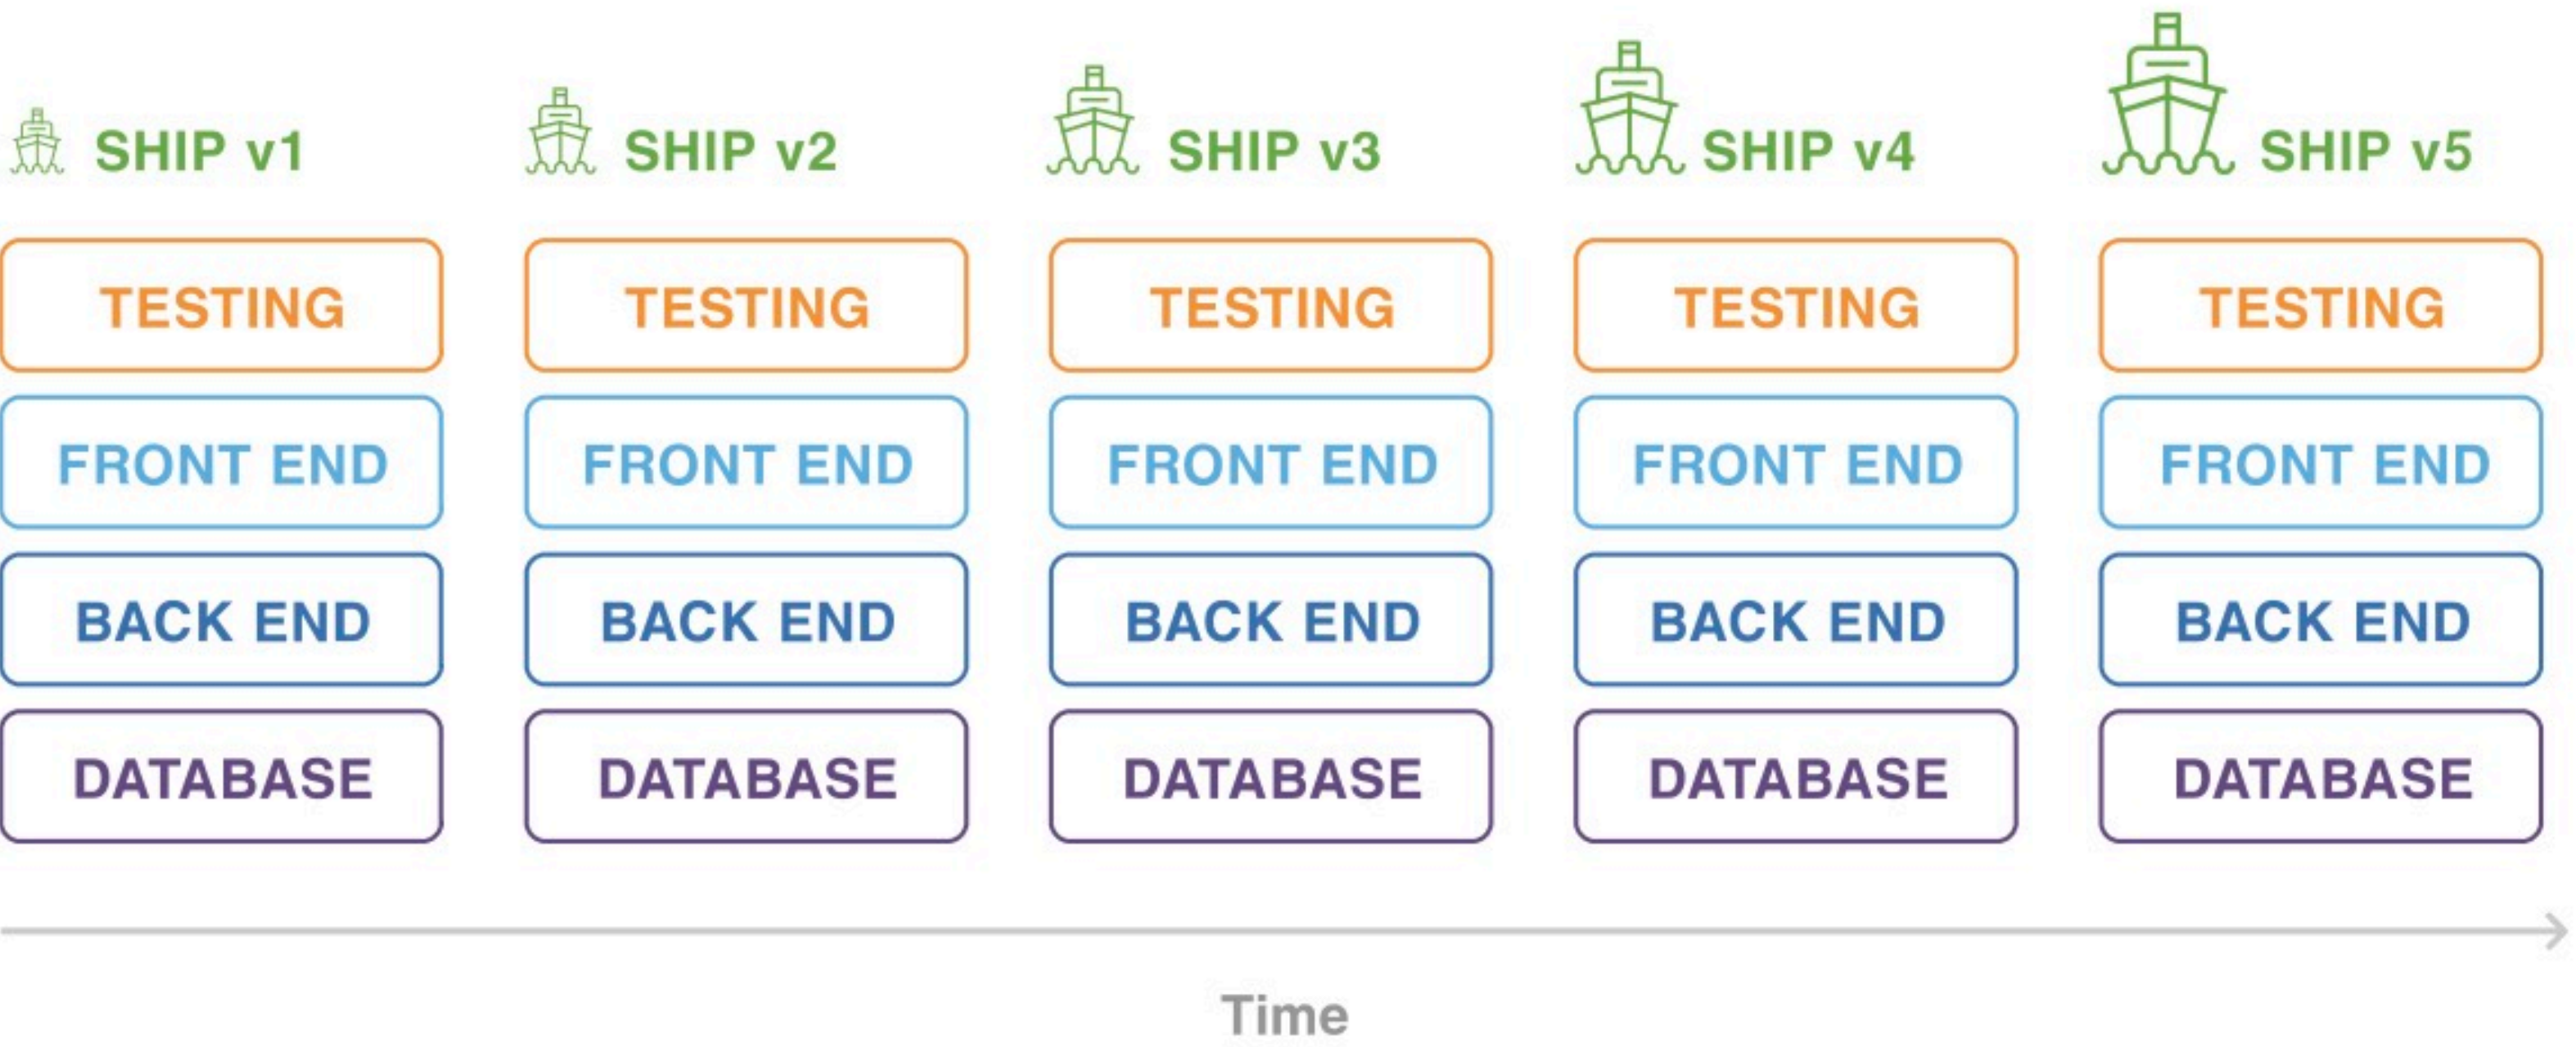 SHIP v1 SHIP v2 SHIP v3 SHIP v4 SHIP v5
TESTING TESTING TESTING TESTING TESTING
FRONT END FRONT END FRONT END FRONT END FRONT END
BACK END BACK END BACK END BACK END BACK END
DATABASE DATABASE DATABASE DATABASE DATABASE
Time